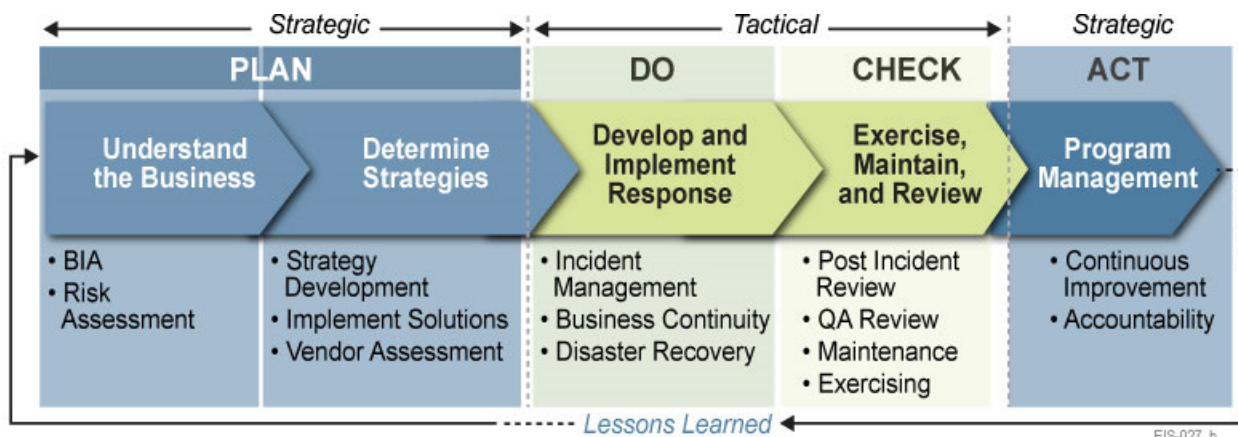 Strategic
Tactical
Strategic
PLAN
DO
CHECK
ACT
Understand
the Business
Determine
Strategies
Develop and
Implement
Response
Exercise,
Maintain,
and Review
Program
Management
• BIA
• Risk
Assessment
• Strategy
Development
• Implement Solutions
• Vendor Assessment
• Incident
Management
• Business Continuity
• Disaster Recovery
• Post Incident
Review
• QA Review
• Maintenance
• Exercising
• Continuous
Improvement
• Accountability
Lessons Learned